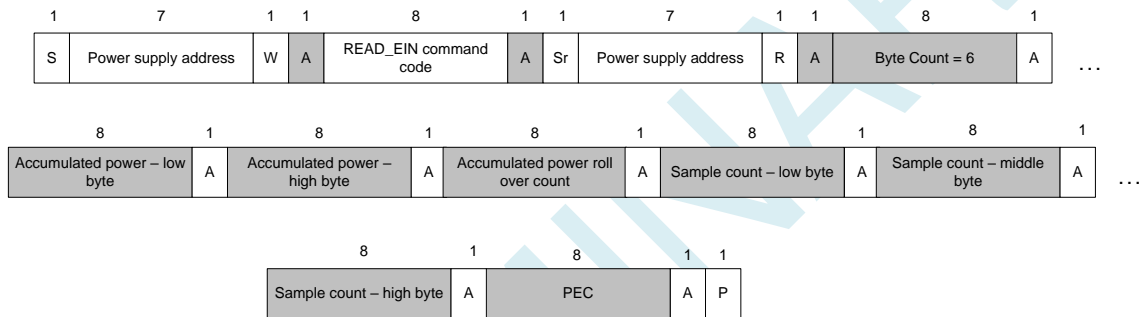 1 7 1 1 8 1 1 7 1 1 8 1
S Power supply address W A READ_EIN command code A Sr Power supply address R A Byte Count = 6 A ...
8 1 8 1 8 1 8 1 8 1
Accumulated power – low byte A Accumulated power – high byte A Accumulated power roll over count A Sample count – low byte A Sample count – middle byte A ...
8 1 8 1 1
Sample count – high byte A PEC A P